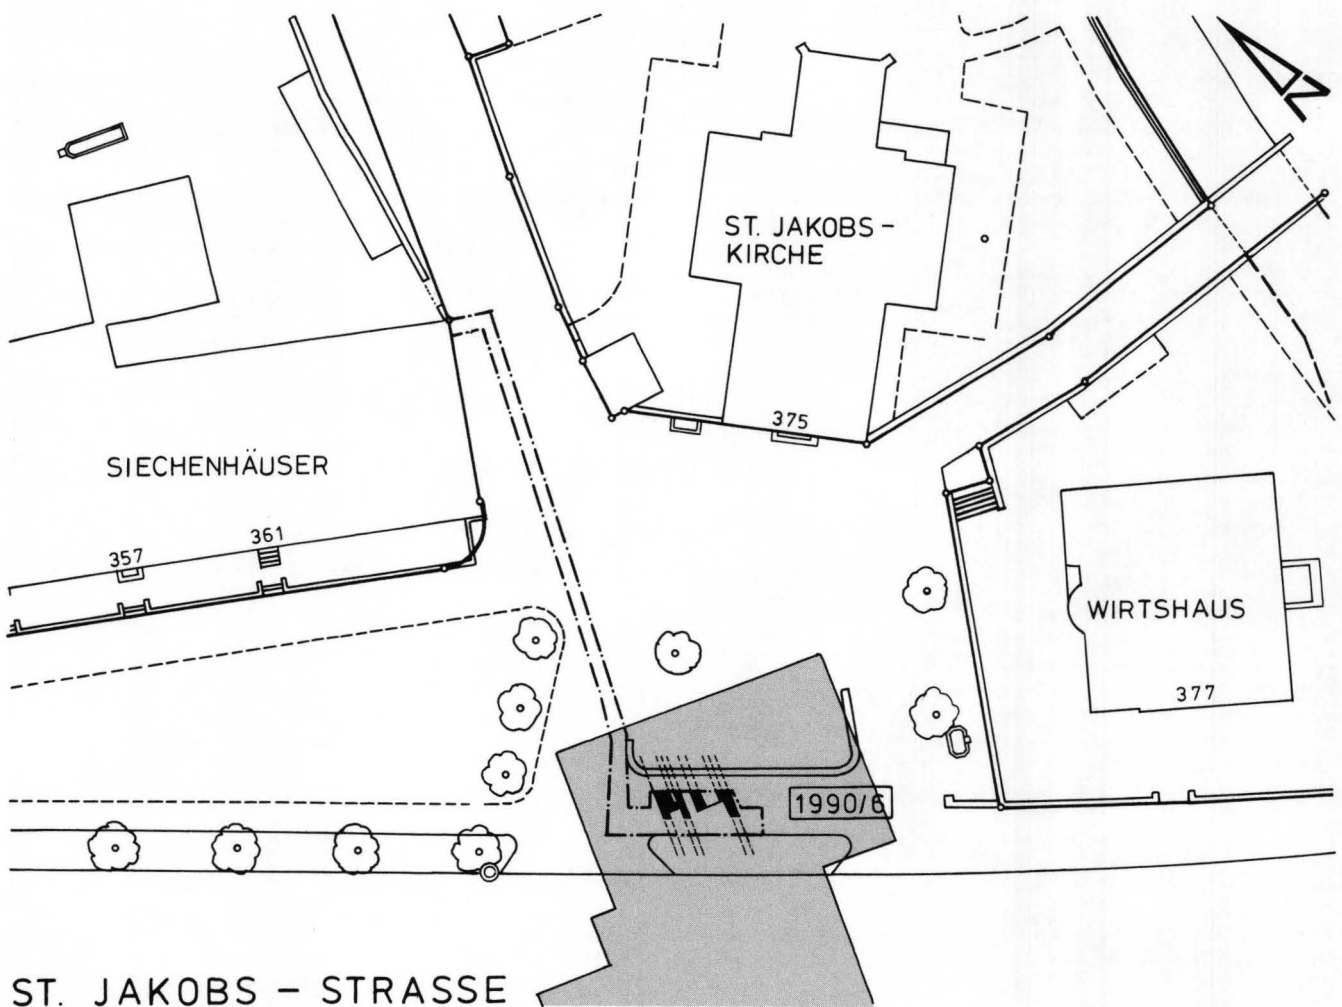 N
ST. JAKOBS-
KIRCHE
375
SIECHENHÄUSER
357
361
WIRTSHAUS
377
1990/6
ST. JAKOBS - STRASSE